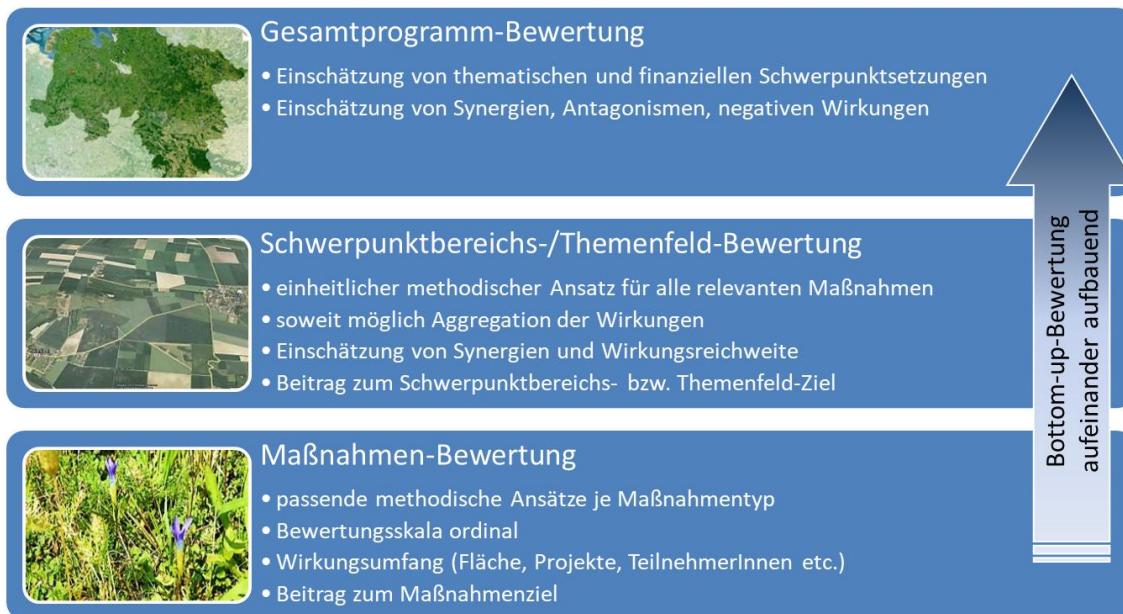 Gesamtprogramm-Bewertung
• Einschätzung von thematischen und finanziellen Schwerpunktsetzungen
• Einschätzung von Synergien, Antagonismen, negativen Wirkungen
Schwerpunktbereichs-/Themenfeld-Bewertung
• einheitlicher methodischer Ansatz für alle relevanten Maßnahmen
• soweit möglich Aggregation der Wirkungen
• Einschätzung von Synergien und Wirkungsreichweite
• Beitrag zum Schwerpunktbereichs- bzw. Themenfeld-Ziel
Maßnahmen-Bewertung
• passende methodische Ansätze je Maßnahmentyp
• Bewertungsskala ordinal
• Wirkungsumfang (Fläche, Projekte, TeilnehmerInnen etc.)
• Beitrag zum Maßnahmenziel
Bottom-up-Bewertung
aufeinander aufbauend